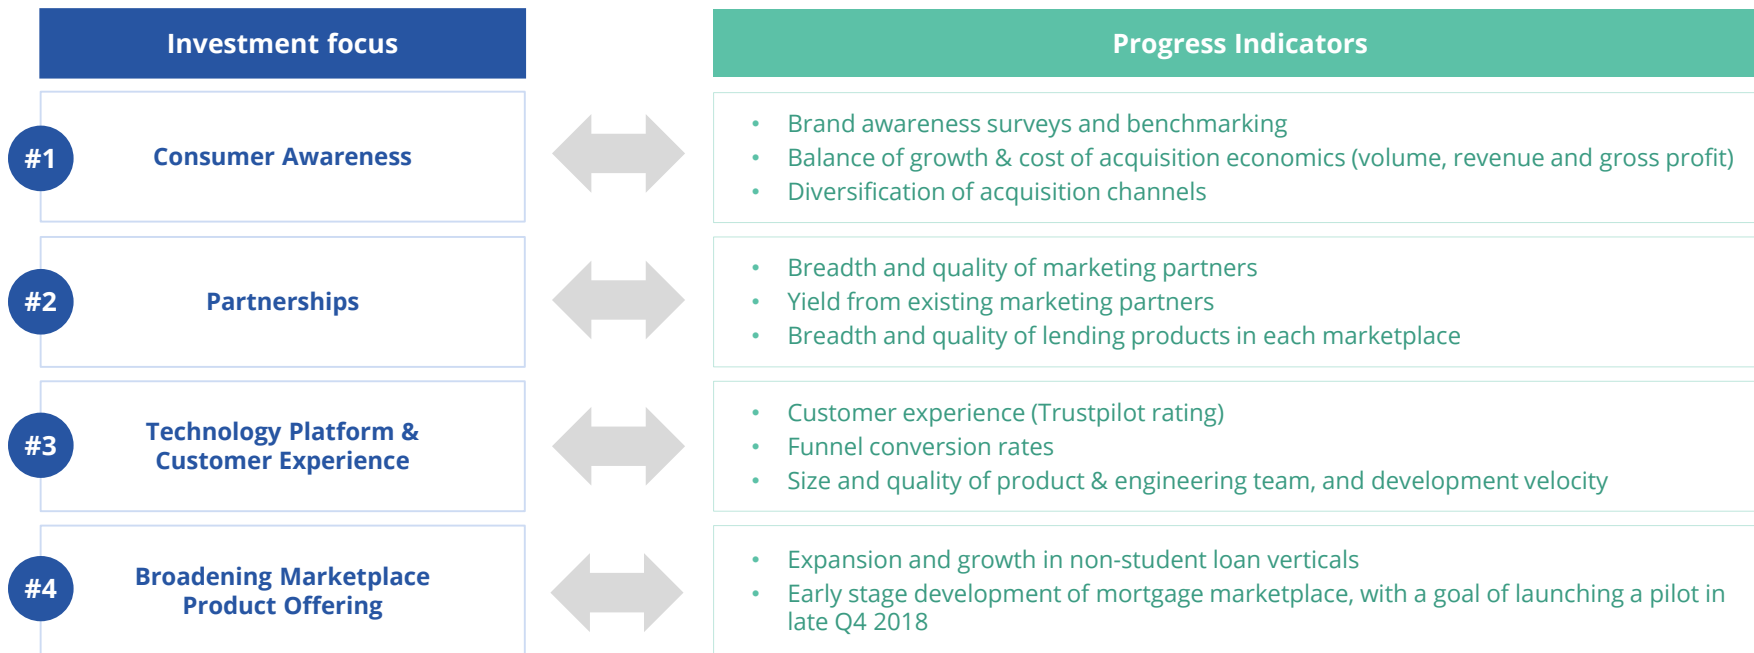 Investment focus
Progress Indicators
#1
Consumer Awareness
• Brand awareness surveys and benchmarking
• Balance of growth & cost of acquisition economics (volume, revenue and gross profit)
• Diversification of acquisition channels
#2
Partnerships
• Breadth and quality of marketing partners
• Yield from existing marketing partners
• Breadth and quality of lending products in each marketplace
#3
Technology Platform &
Customer Experience
• Customer experience (Trustpilot rating)
• Funnel conversion rates
• Size and quality of product & engineering team, and development velocity
#4
Broadening Marketplace
Product Offering
• Expansion and growth in non-student loan verticals
• Early stage development of mortgage marketplace, with a goal of launching a pilot in
late Q4 2018